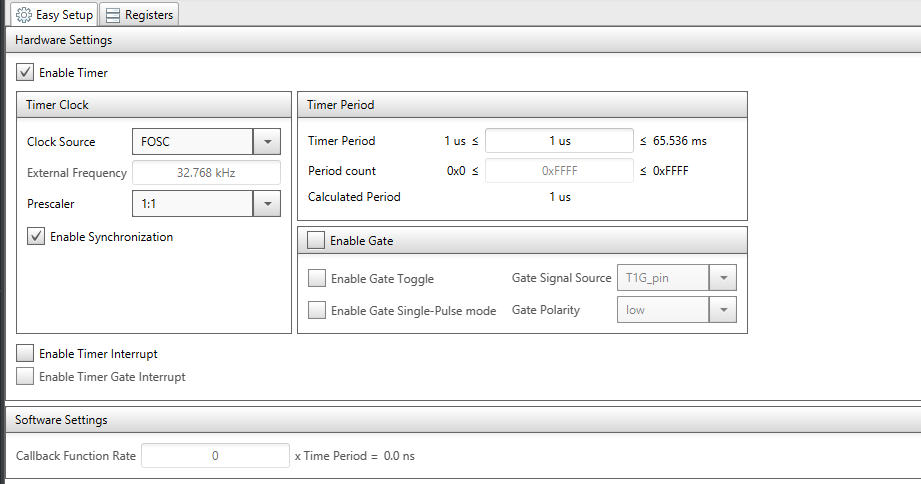 Easy Setup Registers
Hardware Settings
Enable Timer
Timer Clock
Clock Source FOSC
External Frequency 32.768 kHz
Prescaler 1:1
Enable Synchronization
Timer Period
Timer Period 1 us ≤ 1 us ≤ 65.536 ms
Period count 0x0 ≤ 0xFFFF ≤ 0xFFFF
Calculated Period 1 us
Enable Gate
Enable Gate Toggle Gate Signal Source T1G_pin
Enable Gate Single-Pulse mode Gate Polarity low
Enable Timer Interrupt
Enable Timer Gate Interrupt
Software Settings
Callback Function Rate 0 x Time Period = 0.0 ns